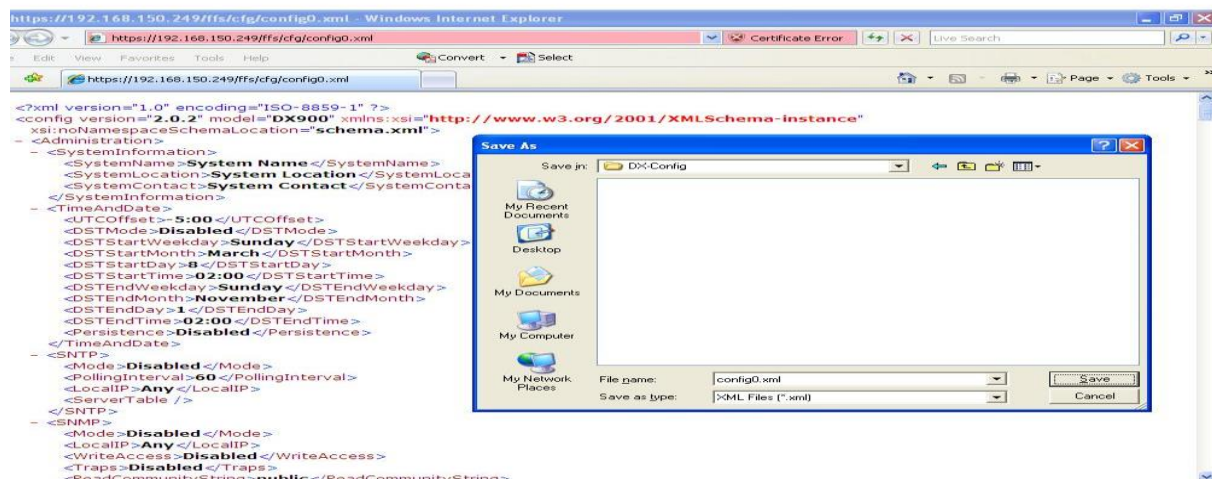 https://192.168.150.249/ffs/cfg/config0.xml - Windows Internet Explorer
https://192.168.150.249/ffs/cfg/config0.xml Certificate Error Live Search
Edit View Favorites Tools Help Convert Select
https://192.168.150.249/ffs/cfg/config0.xml Page Tools
<?xml version="1.0" encoding="ISO-8859-1" ?>
<config version="2.0.2" model="DX900" xmlns:xsi="http://www.w3.org/2001/XMLSchema-instance"
xsi:noNamespaceSchemaLocation="schema.xml">
- <Administration>
- <SystemInformation>
<SystemName>System Name</SystemName>
<SystemLocation>System Location</SystemLoca
<SystemContact>System Contact</SystemConta
</SystemInformation>
- <TimeAndDate>
<UTCOffset>-5:00</UTCOffset>
<DSTMode>Disabled</DSTMode>
<DSTStartWeekday>Sunday</DSTStartWeekday>
<DSTStartMonth>March</DSTStartMonth>
<DSTStartDay>8</DSTStartDay>
<DSTStartTime>02:00</DSTStartTime>
<DSTEndWeekday>Sunday</DSTEndWeekday>
<DSTEndMonth>November</DSTEndMonth>
<DSTEndDay>1</DSTEndDay>
<DSTEndTime>02:00</DSTEndTime>
<Persistence>Disabled</Persistence>
</TimeAndDate>
- <SNTP>
<Mode>Disabled</Mode>
<PollingInterval>60</PollingInterval>
<LocalIP>Any</LocalIP>
<ServerTable />
</SNTP>
- <SNMP>
<Mode>Disabled</Mode>
<LocalIP>Any</LocalIP>
<WriteAccess>Disabled</WriteAccess>
<Traps>Disabled</Traps>
<ReadCommunityString>public</ReadCommunityString>
Save As
Save in: DX-Config
My Recent
Documents
Desktop
My Documents
My Computer
My Network
Places
File name: config0.xml Save
Save as type: XML Files (*.xml) Cancel